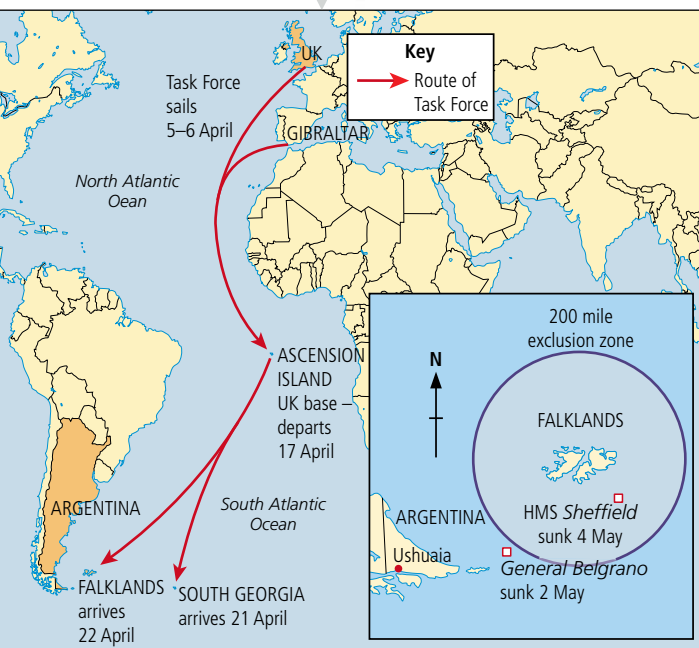 UK
Key
Route of
Task Force
Task Force
sails
5–6 April
GIBRALTAR
North Atlantic
Ocean
ASCENSION
ISLAND
UK base –
departs
17 April
South Atlantic
Ocean
ARGENTINA
FALKLANDS
arrives
22 April
SOUTH GEORGIA
arrives 21 April
200 mile
exclusion zone
N
FALKLANDS
HMS Sheffield
sunk 4 May
ARGENTINA
Ushuaia
General Belgrano
sunk 2 May